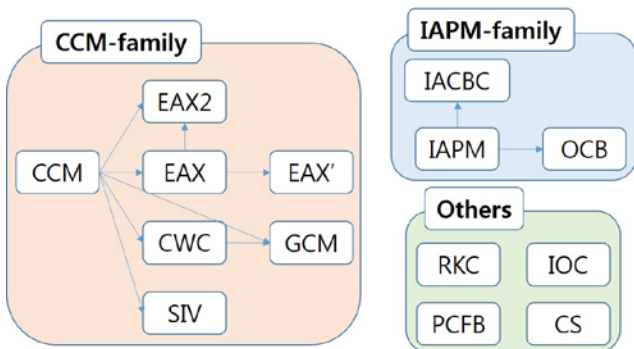 CCM-family
EAX2
CCM
EAX
EAX′
CWC
GCM
SIV
IAPM-family
IACBC
IAPM
OCB
Others
RKC
IOC
PCFB
CS